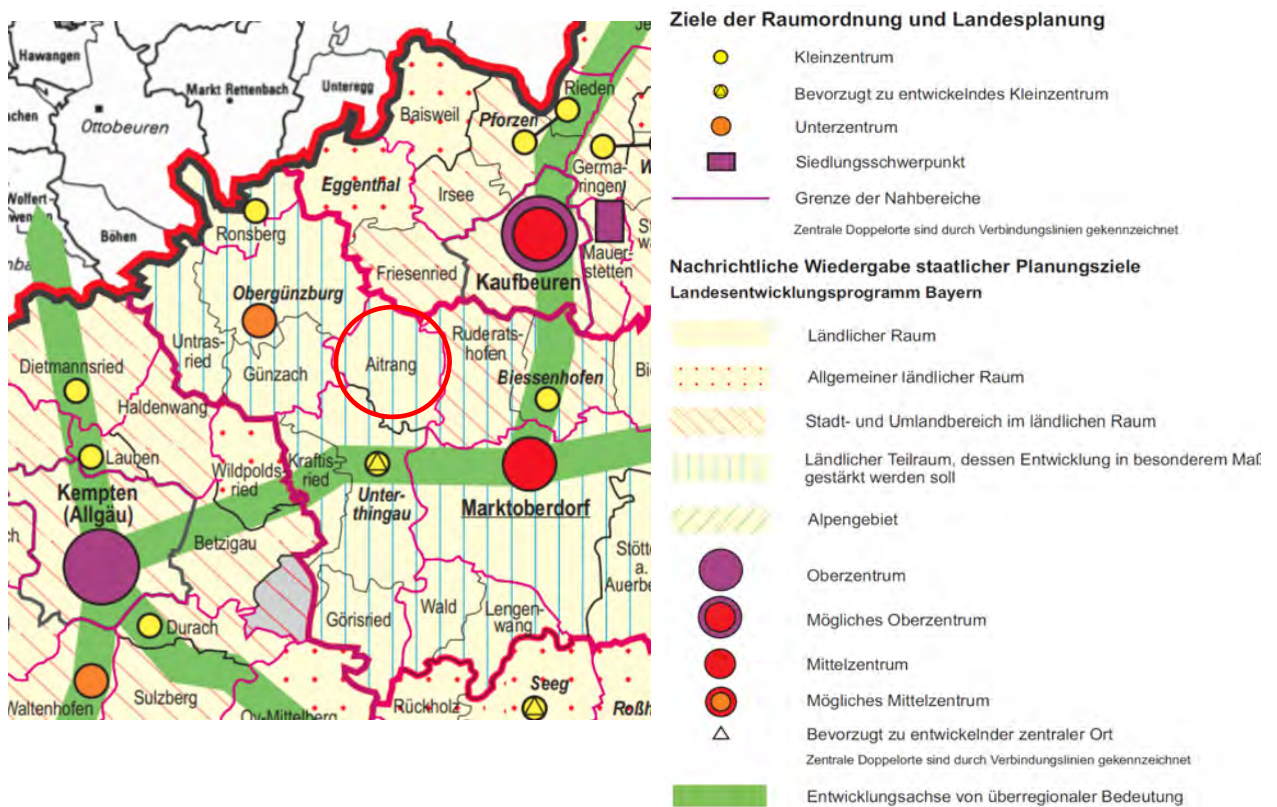 Hawangen
Markt Rettenbach
Unteregg
Ottobeuren
Baisweil
Rieden
Pforzen
Eggenthal
Irsee
Germa-
ringen
Wolfert-
Böhen
Ronsberg
Friesenried
Kaufbeuren
Mauer-
stetten
Obergünzburg
Untras-
ried
Günzach
Aitrang
Ruderats-
hofen
Biessenhofen
Dietmannsried
Haldenwang
Lauben
Wildpolds-
ried
Kraftis-
ried
Unter-
thingau
Marktoberdorf
Kempten
(Allgäu)
Betzigau
Stött
a.
Auerbe
Görisried
Wald
Lengen-
wang
Durach
Waltenhofen
Sulzberg
Oy-Mittelberg
Rückholz
Seeg
Roßh
Ziele der Raumordnung und Landesplanung
Kleinzentrum
Bevorzugt zu entwickelndes Kleinzentrum
Unterzentrum
Siedlungsschwerpunkt
Grenze der Nahbereiche
Zentrale Doppelorte sind durch Verbindungslinien gekennzeichnet
Nachrichtliche Wiedergabe staatlicher Planungsziele
Landesentwicklungsprogramm Bayern
Ländlicher Raum
Allgemeiner ländlicher Raum
Stadt- und Umlandbereich im ländlichen Raum
Ländlicher Teilraum, dessen Entwicklung in besonderem Maß
gestärkt werden soll
Alpengebiet
Oberzentrum
Mögliches Oberzentrum
Mittelzentrum
Mögliches Mittelzentrum
Bevorzugt zu entwickelnder zentraler Ort
Zentrale Doppelorte sind durch Verbindungslinien gekennzeichnet
Entwicklungsachse von überregionaler Bedeutung